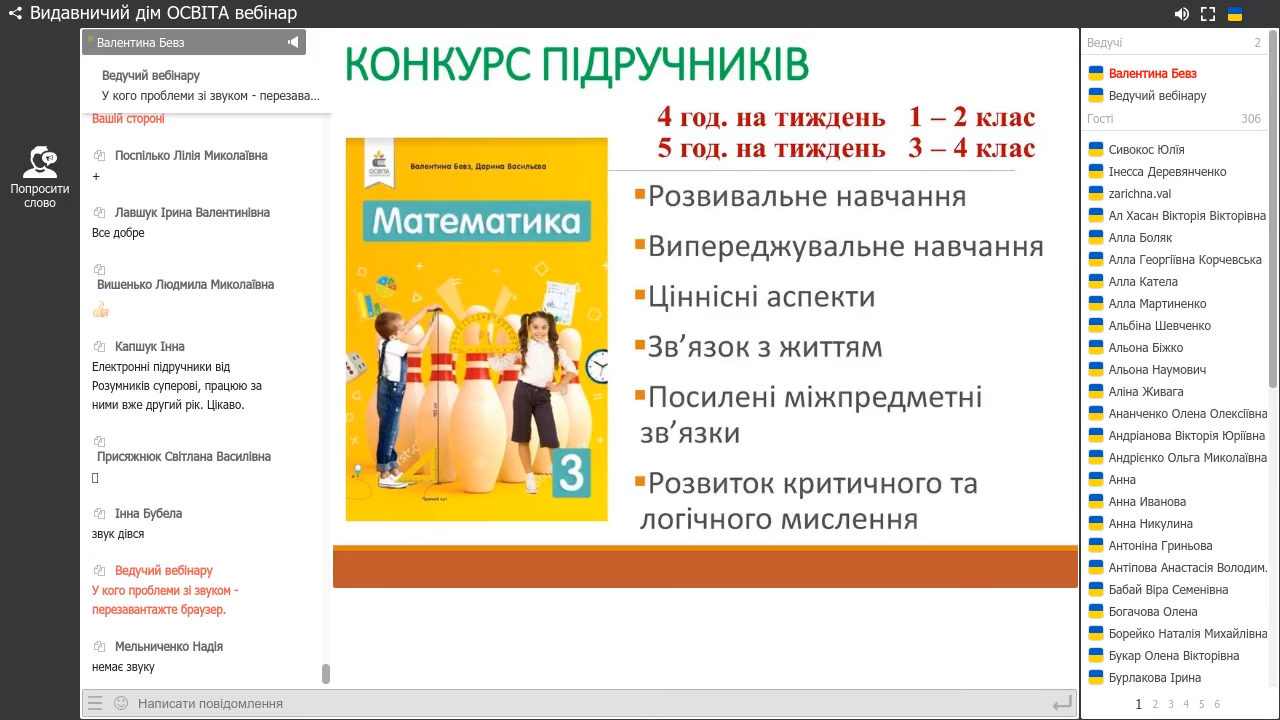 Видавничий дім ОСВІТА вебінар
Попросити
слово
Валентина Бевз
Ведучий вебінару
У кого проблеми зі звуком - перезава...
Вашій стороні
Поспілько Лілія Миколаївна
+
Лавшук Ірина Валентинівна
Все добре
Вишенько Людмила Миколаївна
Капшук Інна
Електронні підручники від
Розумників суперові, працюю за
ними вже другий рік. Цікаво.
Присяжнюк Світлана Василівна
Інна Бубела
звук дівся
Ведучий вебінару
У кого проблеми зі звуком -
перезавантажте браузер.
Мельниченко Надія
немає звуку
Написати повідомлення
КОНКУРС ПІДРУЧНИКІВ
4 год. на тиждень 1 – 2 клас
5 год. на тиждень 3 – 4 клас
ОСВІТА
Валентина Бевз, Дарина Васильєва
Математика
3
Прямий кут
Розвивальне навчання
Випереджувальне навчання
Ціннісні аспекти
Зв’язок з життям
Посилені міжпредметні
зв’язки
Розвиток критичного та
логічного мислення
Ведучі 2
Валентина Бевз
Ведучий вебінару
Гості 306
Сивокос Юлія
Інесса Деревянченко
zarichna.val
Ал Хасан Вікторія Вікторівна
Алла Боляк
Алла Георгіївна Корчевська
Алла Катела
Алла Мартиненко
Альбіна Шевченко
Альона Біжко
Альона Наумович
Аліна Живага
Ананченко Олена Олексіївна
Андріанова Вікторія Юріївна
Андрієнко Ольга Миколаївна
Анна
Анна Иванова
Анна Никулина
Антоніна Гриньова
Антіпова Анастасія Володим.
Бабай Віра Семенівна
Богачова Олена
Борейко Наталія Михайлівна
Букар Олена Вікторівна
Бурлакова Ірина
1 2 3 4 5 6